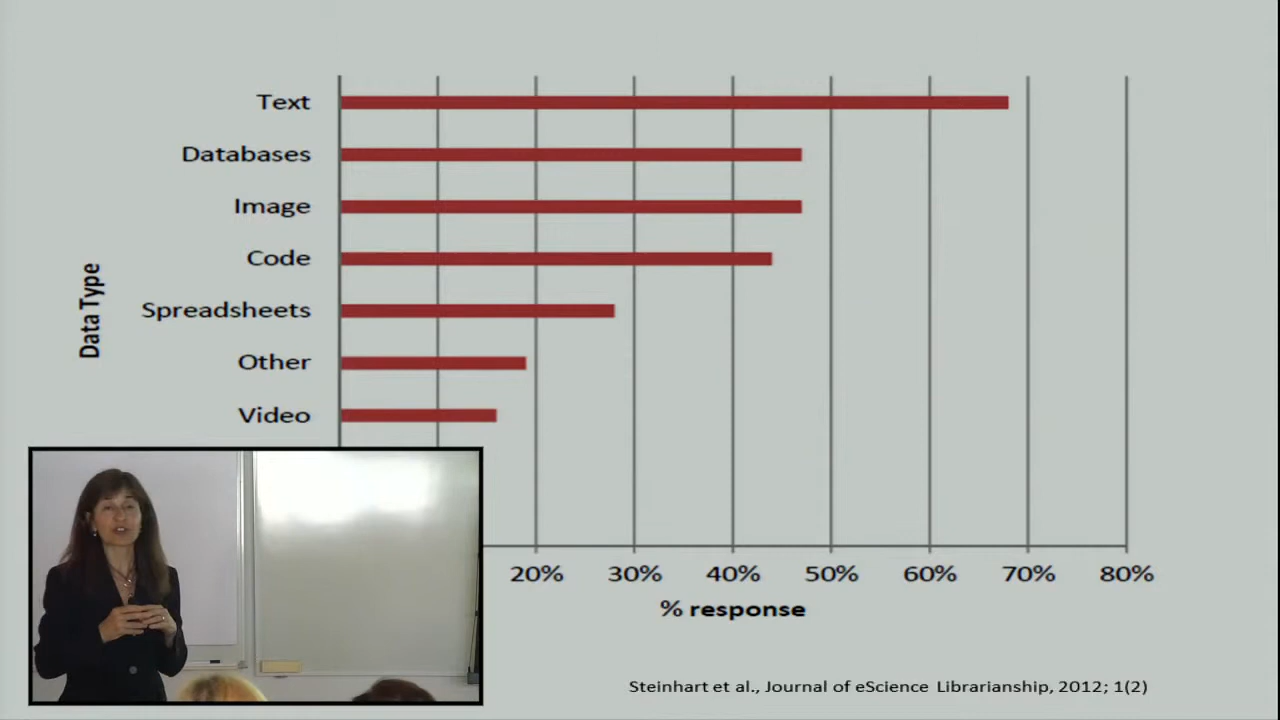 Text
Databases
Image
Code
Data Type
Spreadsheets
Other
Video
20% 30% 40% 50% 60% 70% 80%
% response
Steinhart et al., Journal of eScience Librarianship, 2012; 1(2)